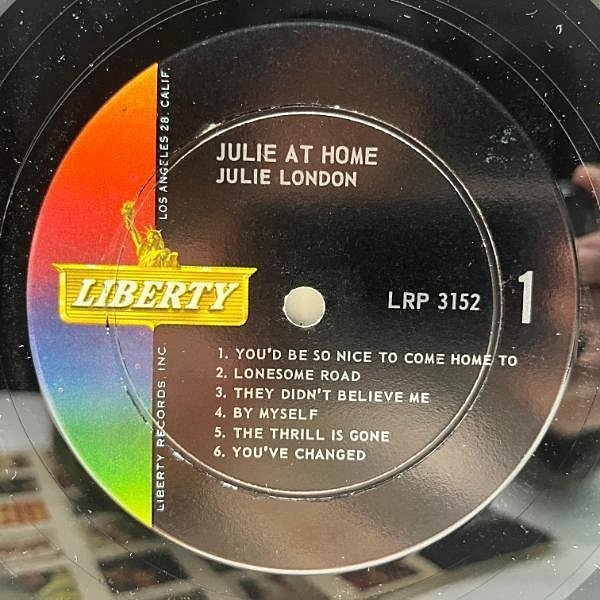 JULIE AT HOME
JULIE LONDON
LIBERTY
LRP 3152
1
1. YOU'D BE SO NICE TO COME HOME TO
2. LONESOME ROAD
3. THEY DIDN'T BELIEVE ME
4. BY MYSELF
5. THE THRILL IS GONE
6. YOU'VE CHANGED
LIBERTY RECORDS, INC.
LOS ANGELES 28, CALIF.